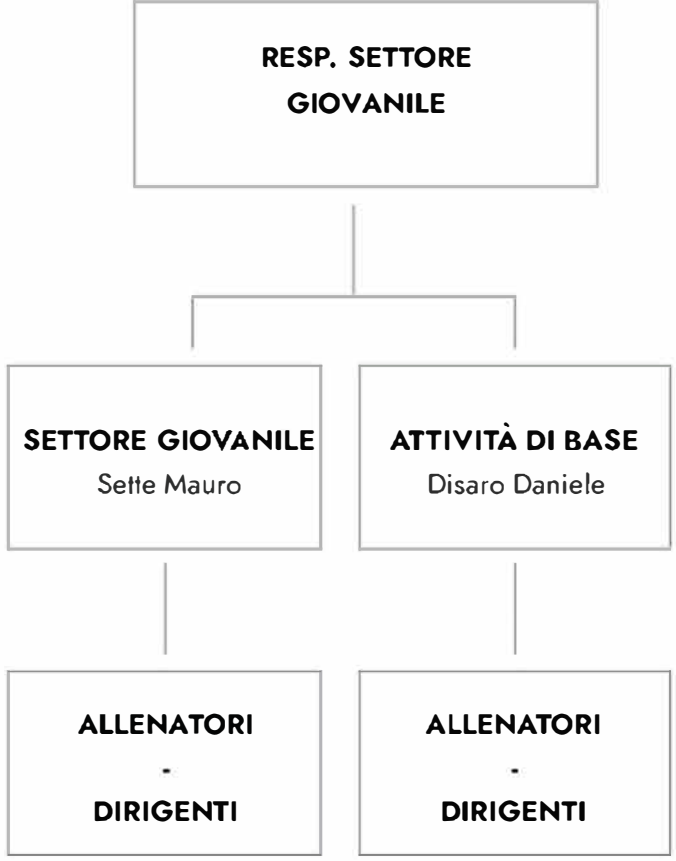 RESP. SETTORE
GIOVANILE
SETTORE GIOVANILE
Sette Mauro
ATTIVITÀ DI BASE
Disaro Daniele
ALLENATORI
-
DIRIGENTI
ALLENATORI
-
DIRIGENTI